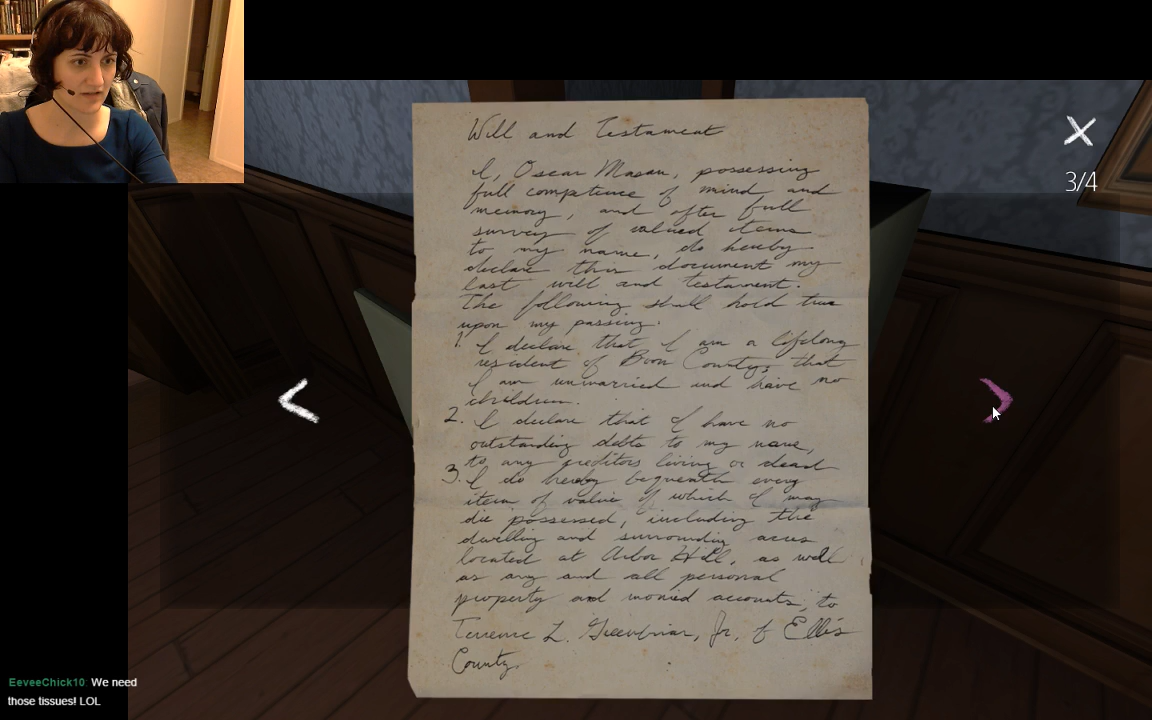 Will and Testament
I, Oscar Masan, possessing
full competence of mind and
memory, and after full
survey of valued items
to my name, do hereby
declare this document my
last will and testament.
The following shall hold true
upon my passing.
1. I declare that I am a lifelong
resident of Boon County, that
I am unmarried and have no
children.
2. I declare that I have no
outstanding debts to my name,
to any creditors living or dead
3. I do hereby bequeath every
item of value of which I may
die possessed, including the
dwelling and surrounding acres
located at Arbor Hill, as well
as any and all personal
property and monied accounts, to
Terrence L. Greenbriar, Jr. of Ellis
County.
3/4
EeveeChick10: We need
those tissues! LOL